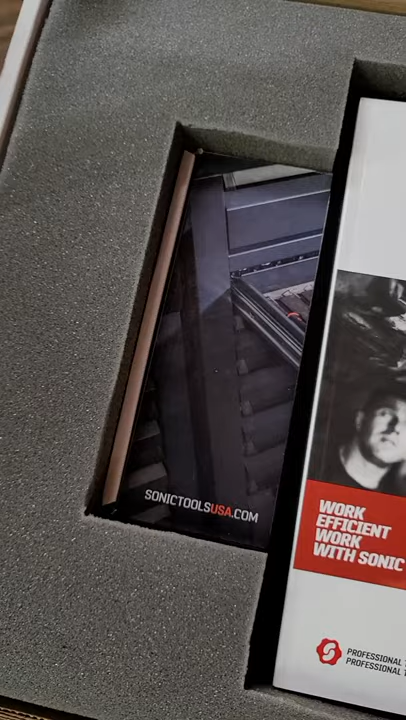 SONICTOOLSUSA.COM
WORK
EFFICIENT
WORK
WITH SONIC
PROFESSIONAL
PROFESSIONAL